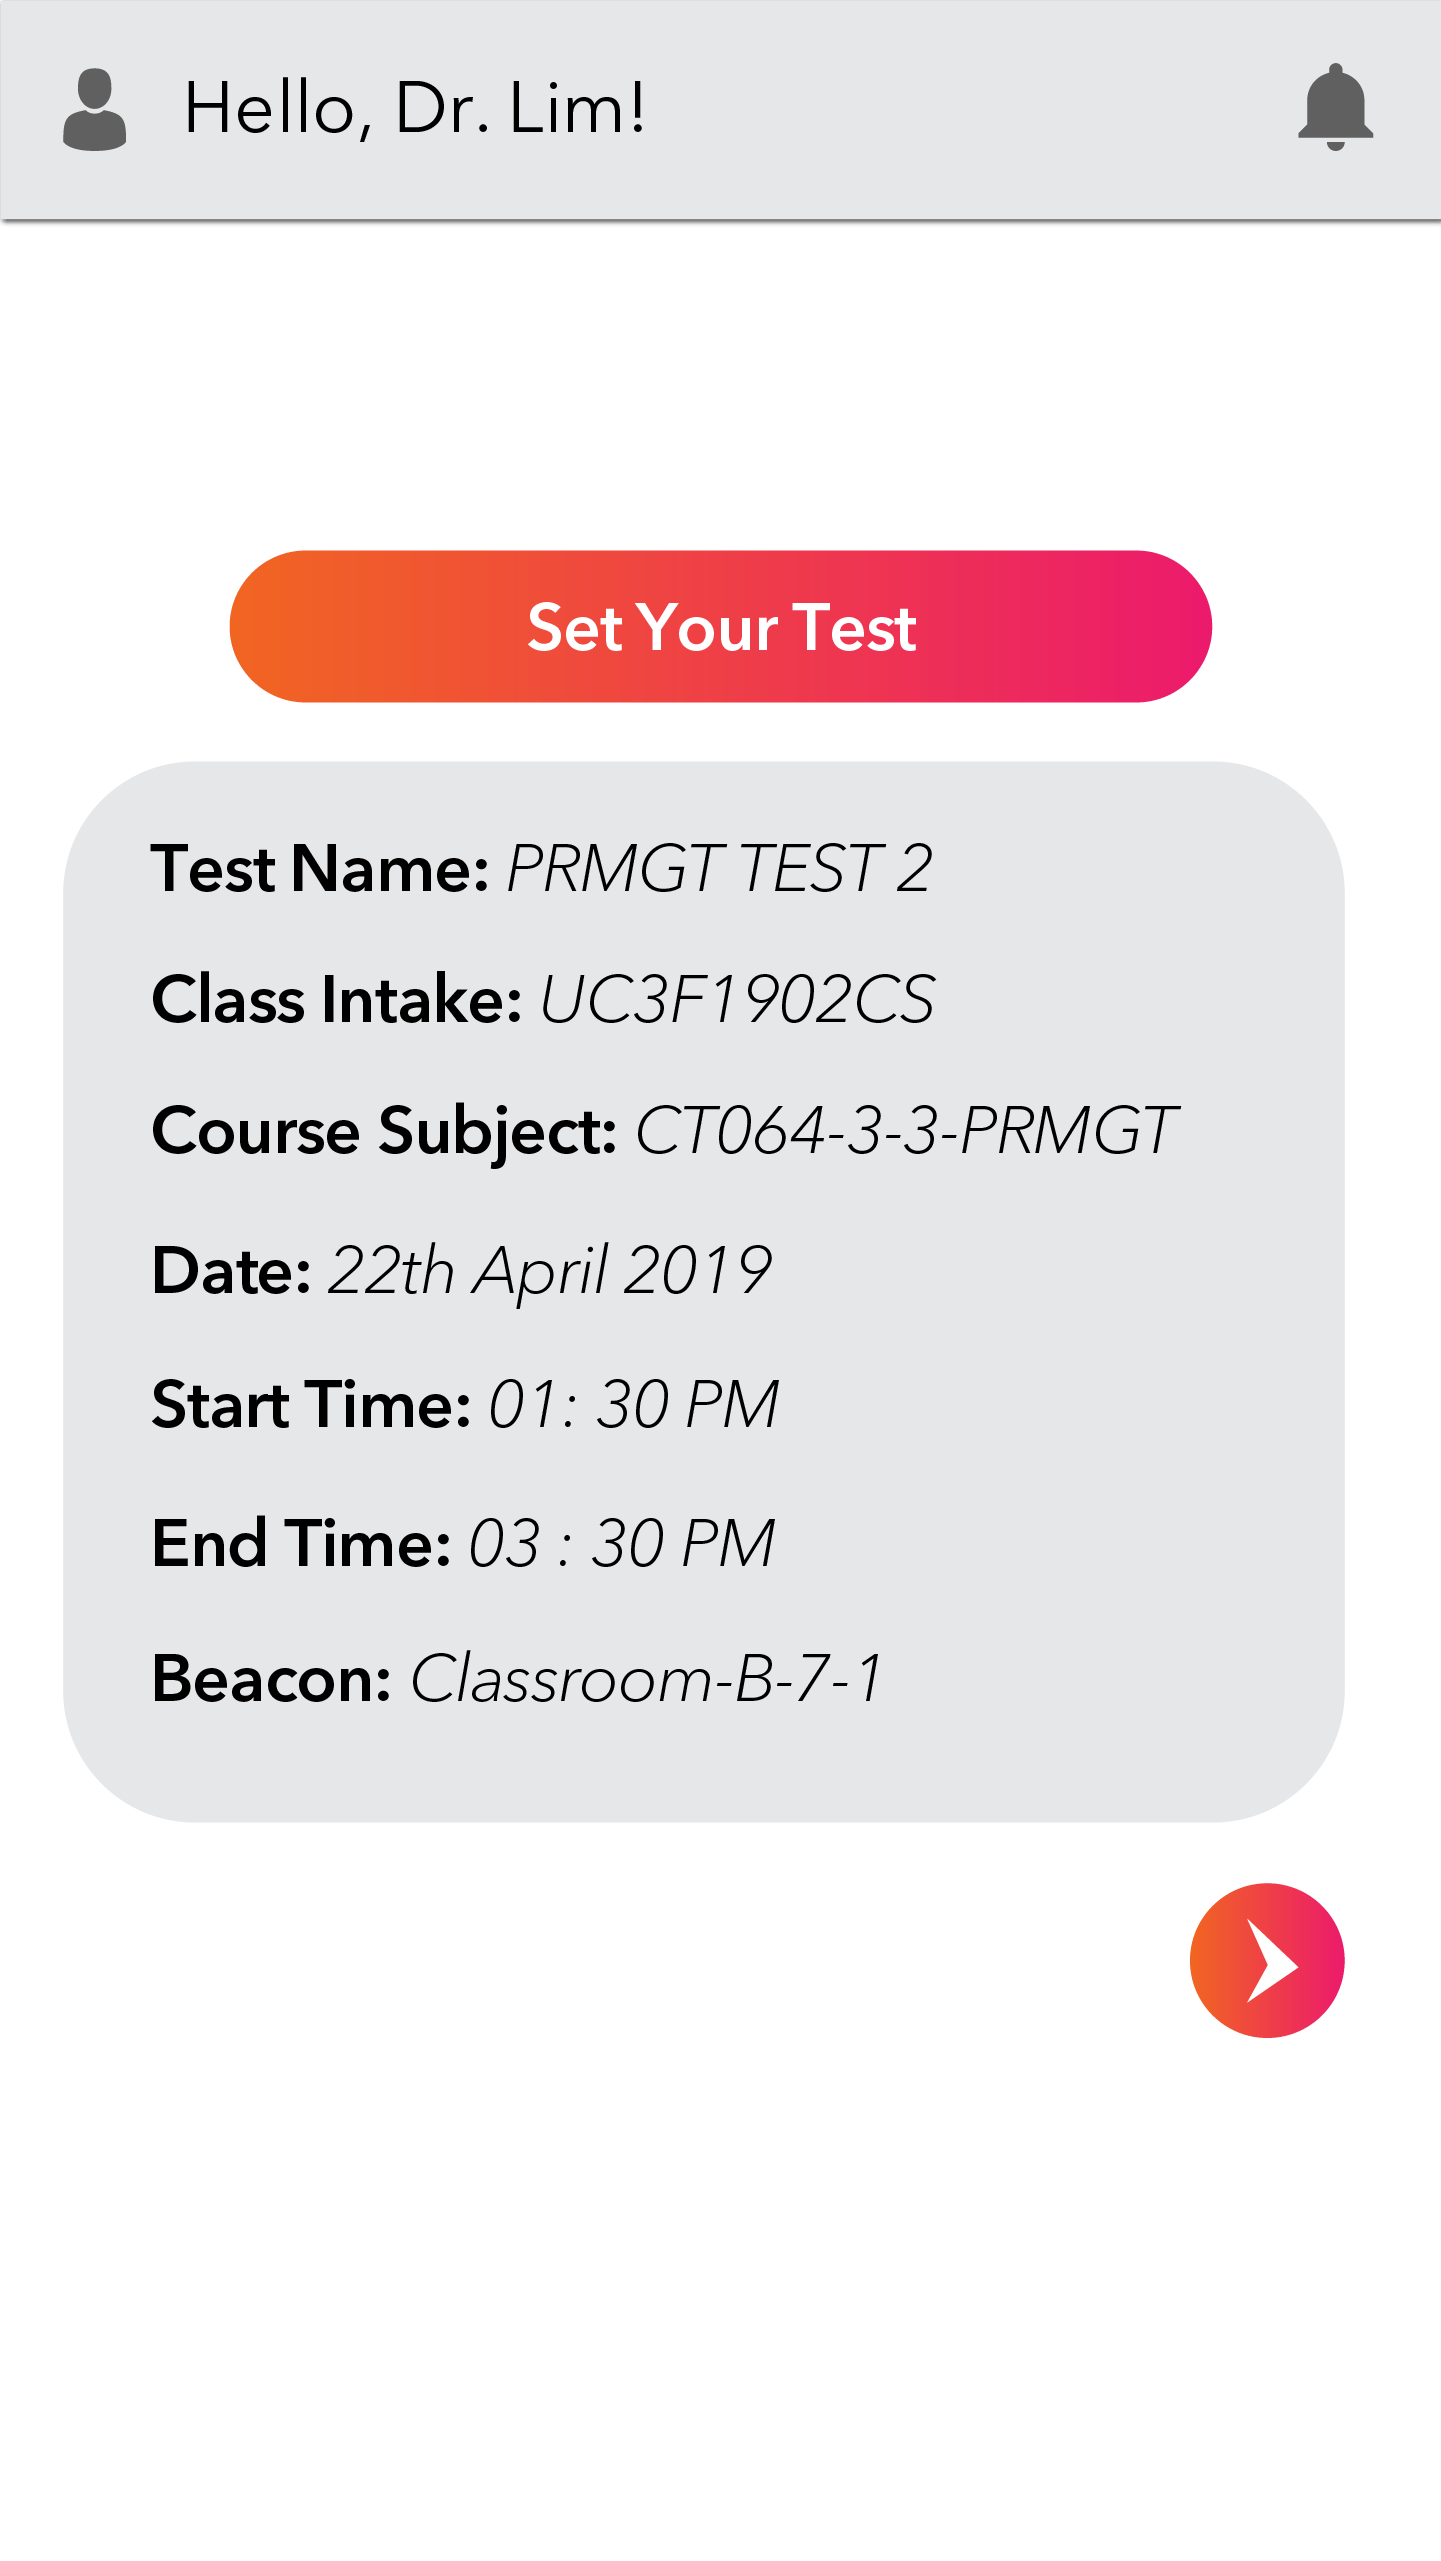 Hello, Dr. Lim!
Set Your Test
Test Name: PRMGT TEST 2
Class Intake: UC3F1902CS
Course Subject: CT064-3-3-PRMGT
Date: 22th April 2019
Start Time: 01: 30 PM
End Time: 03 : 30 PM
Beacon: Classroom-B-7-1